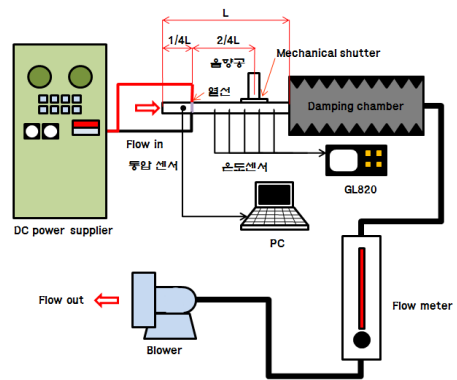 L
1/4L
2/4L
음향공
Mechanical shutter
열선
Damping chamber
Flow in
동압 센서
온도센서
GL820
DC power supplier
PC
Flow out
Flow meter
Blower